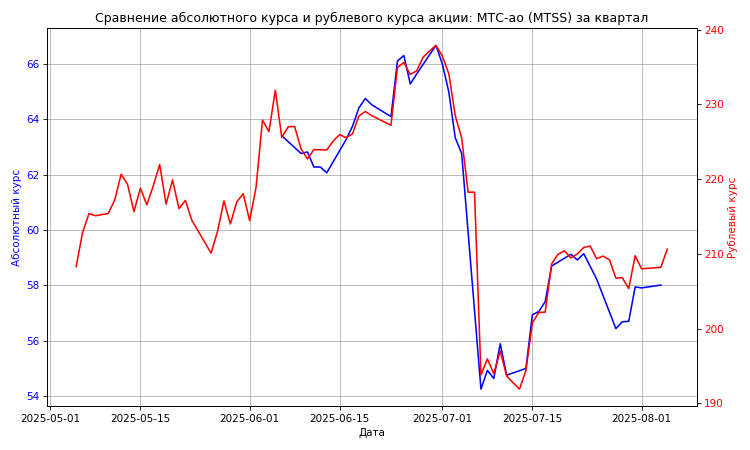 Сравнение абсолютного курса и рублевого курса акции: МТС-ао (MTSS) за квартал
Абсолютный курс
66
64
62
60
58
56
54
240
230
220
210
200
190
Рублевый курс
2025-05-01 2025-05-15 2025-06-01 2025-06-15 2025-07-01 2025-07-15 2025-08-01
Дата